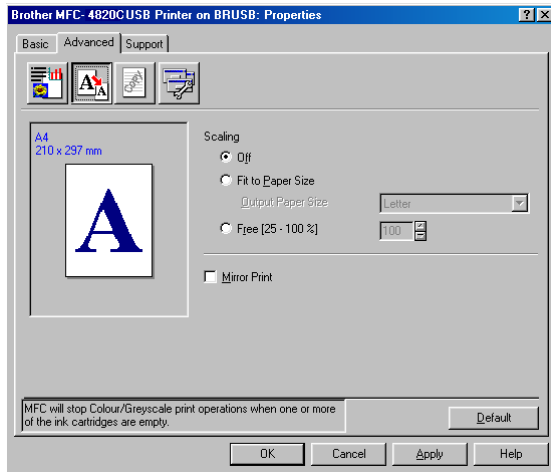 Brother MFC- 4820CUSB Printer on BRUSB: Properties
Basic Advanced Support
Copy
A4
210 x 297 mm
A
Scaling
Off
Fit to Paper Size
Output Paper Size Letter
Free [25 - 100 %] 100
Mirror Print
MFC will stop Colour/Greyscale print operations when one or more
of the ink cartridges are empty.
Default
OK Cancel Apply Help